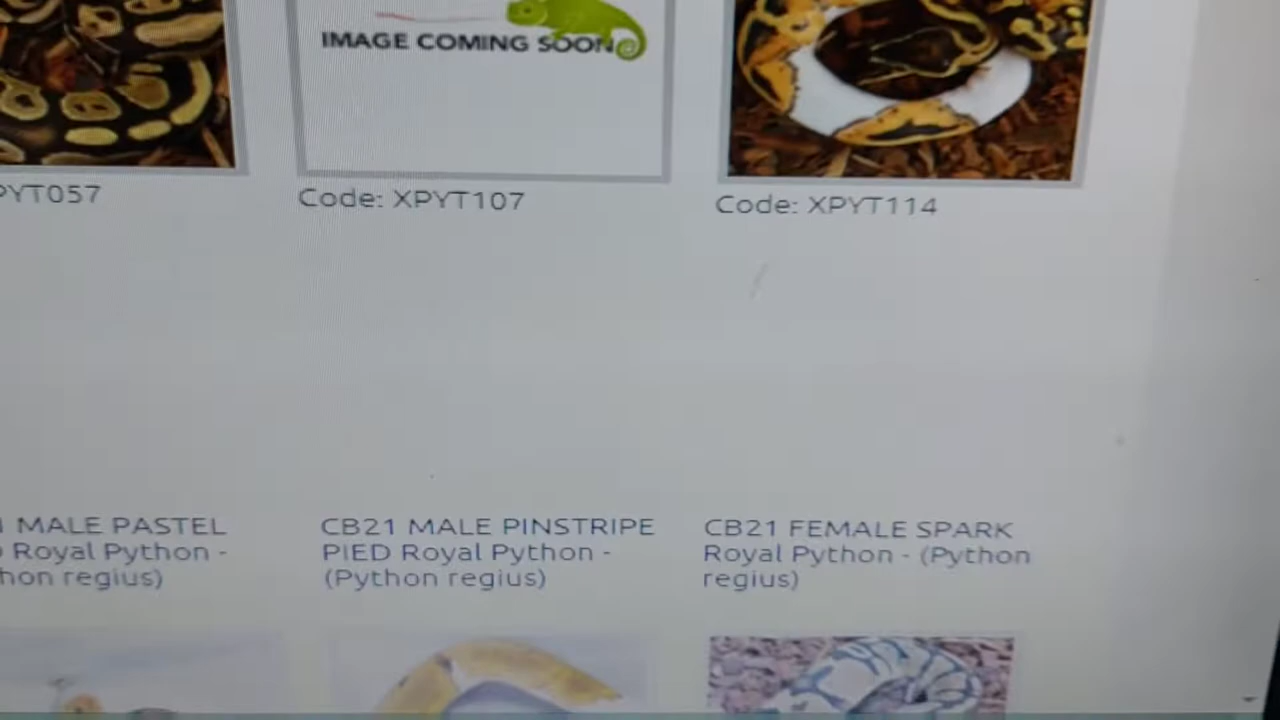 IMAGE COMING SOON
PYT057
Code: XPYT107
Code: XPYT114
MALE PASTEL
Royal Python -
hon regius)
CB21 MALE PINSTRIPE
PIED Royal Python -
(Python regius)
CB21 FEMALE SPARK
Royal Python - (Python
regius)